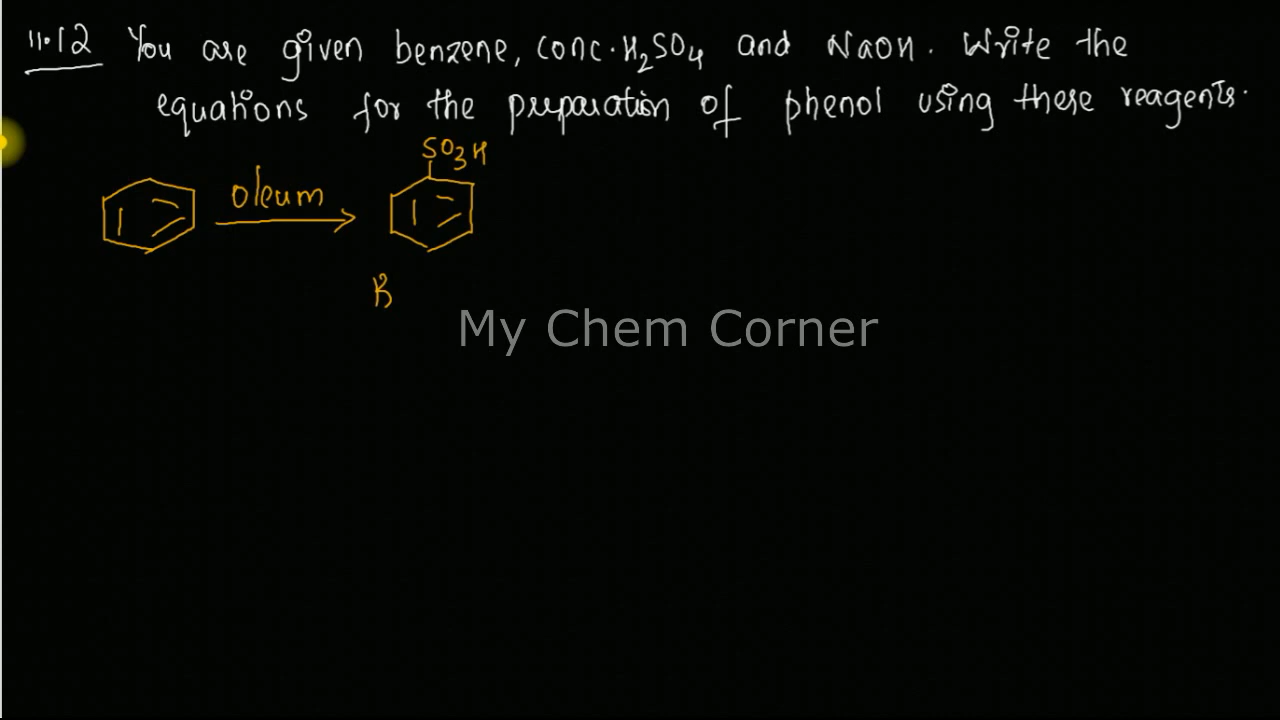 11.12 You are given benzene, conc. H₂SO₄ and NaOH. Write the
equations for the preparation of phenol using these reagents.
SO₃H
oleum
B
My Chem Corner